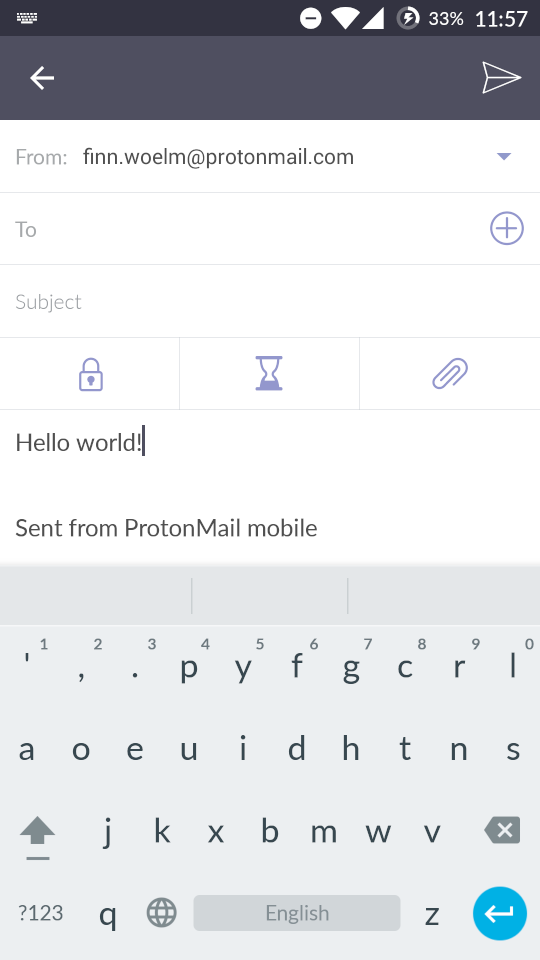 33% 11:57
From: finn.woelm@protonmail.com
To
Subject
Hello world!
Sent from ProtonMail mobile
1 2 3 4 5 6 7 8 9 0
' , . p y f g c r l
a o e u i d h t n s
j k x b m w v
?123 q English z